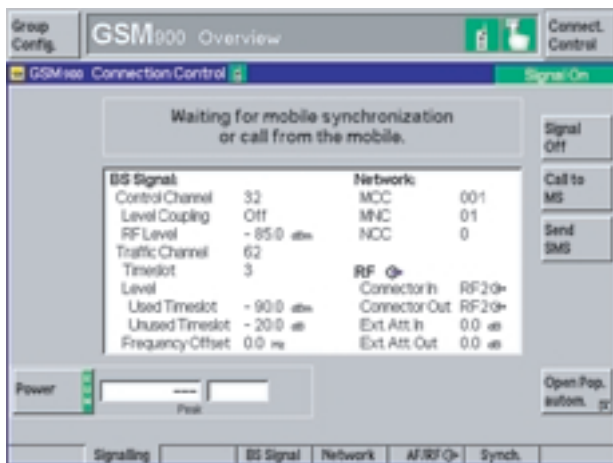 Group Config.
GSM900 Overview
Connect. Control
GSM900 Connection Control
Signal On
Waiting for mobile synchronization
or call from the mobile.
Signal Off
Call to MS
Send SMS
BS Signal: Network:
Control Channel 32 MCC 001
Level Coupling Off MNC 01
RF Level - 85.0 dBm NCC 0
Traffic Channel 62
Timeslot 3 RF
Level Connector In RF2
Used Timeslot - 90.0 dBm Connector Out RF2
Unused Timeslot - 20.0 dB Ext. Att. In 0.0 dB
Frequency Offset 0.0 Hz Ext. Att. Out 0.0 dB
Power
---
Peak
Open Pop. autom.
Signalling BS Signal Network AF/RF Synch.